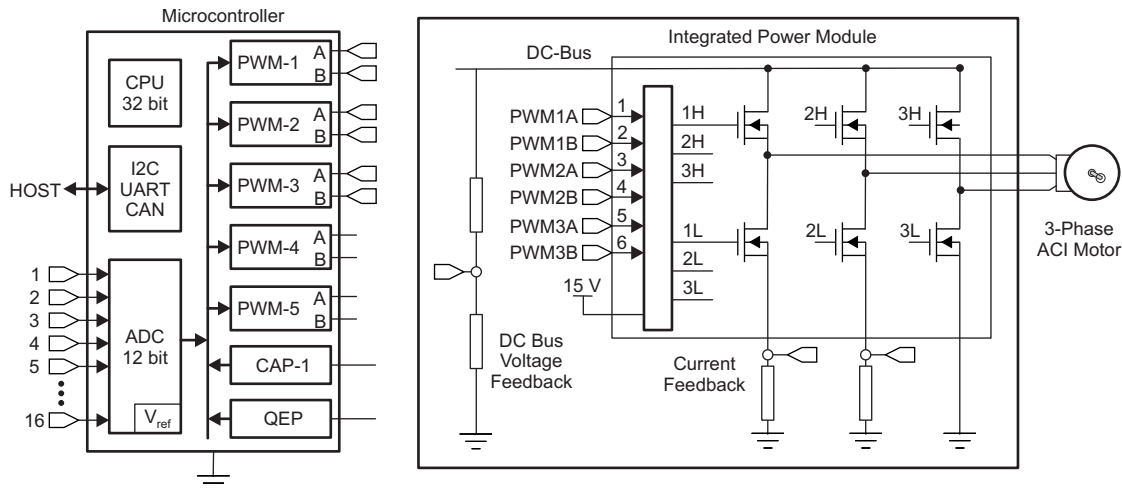 Microcontroller
CPU
32 bit
I2C
UART
CAN
HOST
1
2
3
4
5
16
ADC
12 bit
Vref
PWM-1
A
B
PWM-2
A
B
PWM-3
A
B
PWM-4
A
B
PWM-5
A
B
CAP-1
QEP
DC-Bus
Integrated Power Module
PWM1A
1
PWM1B
2
PWM2A
3
PWM2B
4
PWM3A
5
PWM3B
6
15 V
1H
2H
3H
1L
2L
3L
2H
3H
2L
3L
DC Bus
Voltage
Feedback
Current
Feedback
3-Phase
ACI Motor